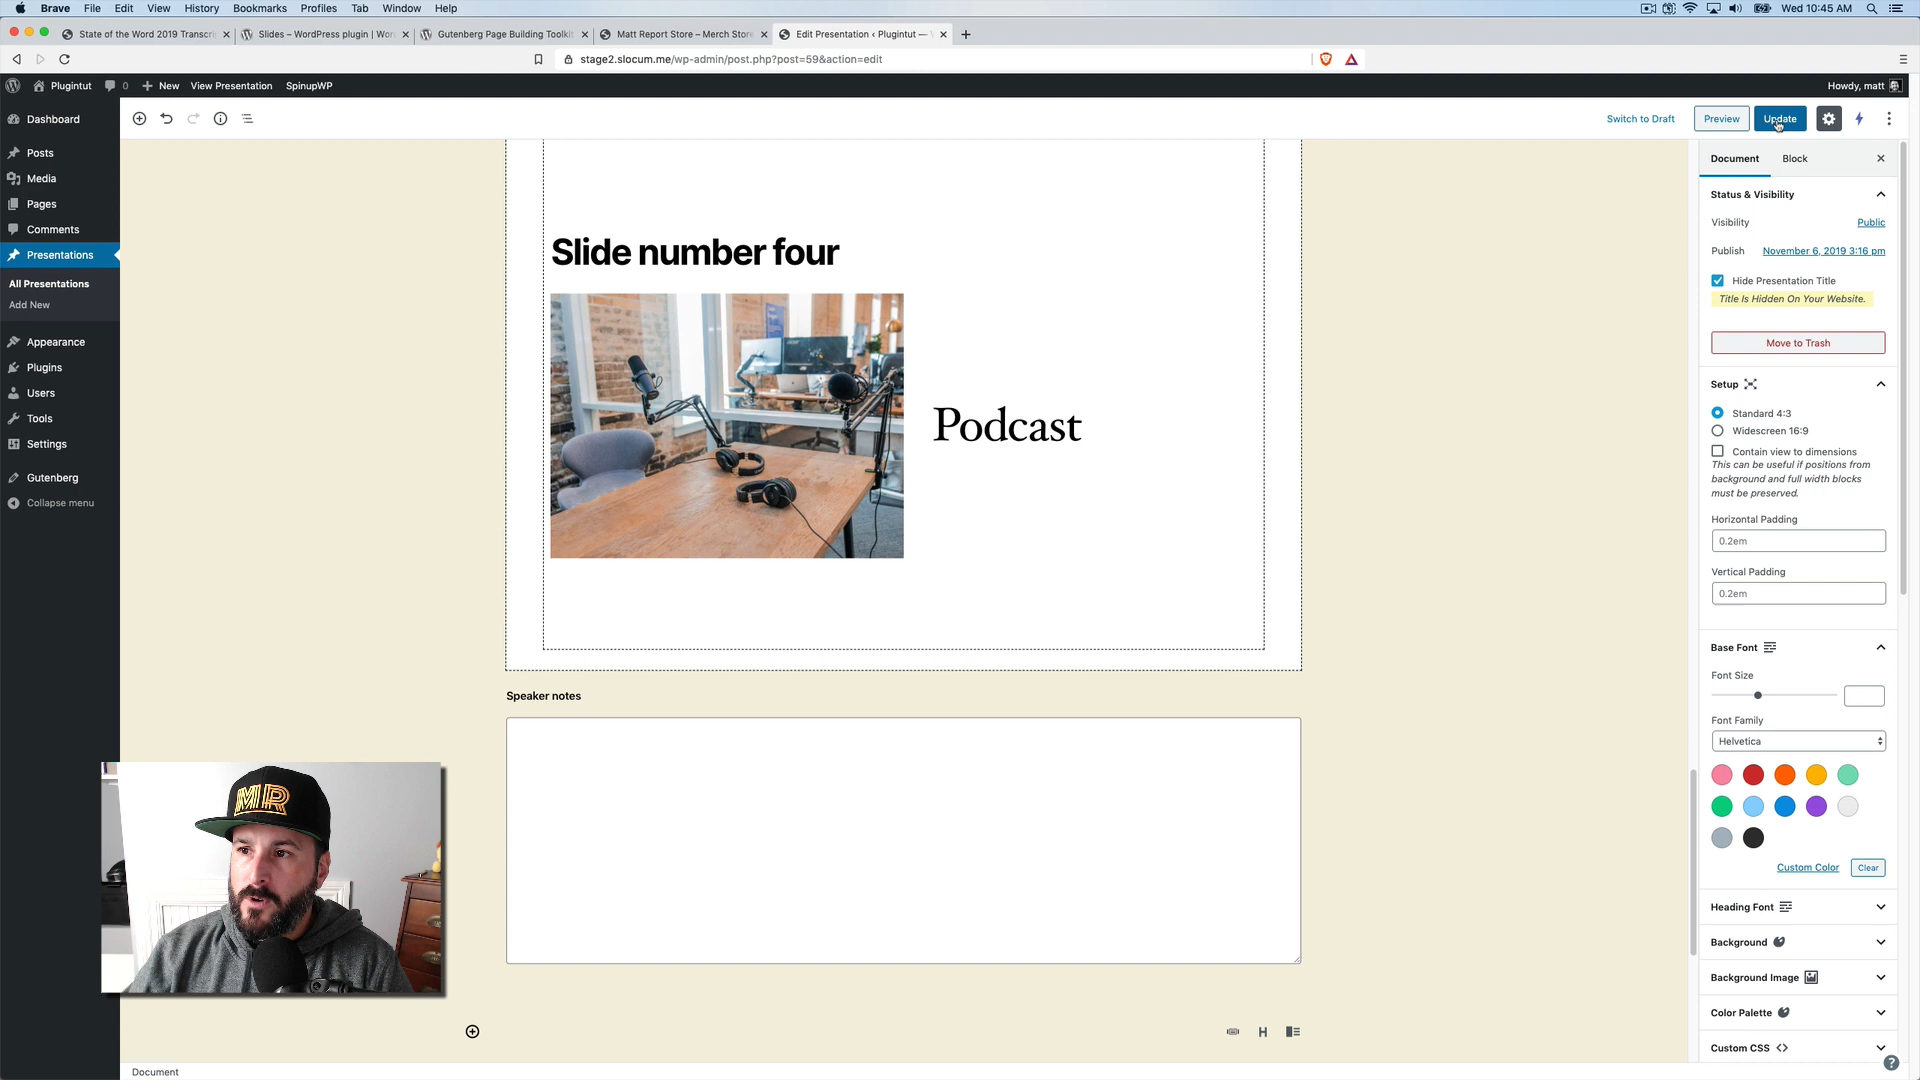 Brave File Edit View History Bookmarks Profiles Tab Window Help Wed 10:45 AM
State of the Word 2019 Transcri Slides – WordPress plugin | Wor Gutenberg Page Building Toolkit Matt Report Store – Merch Store Edit Presentation ‹ Plugintut —
stage2.slocum.me/wp-admin/post.php?post=59&action=edit
Plugintut 0 New View Presentation SpinupWP Howdy, matt
Switch to Draft Preview Update
Dashboard
Posts
Media
Pages
Comments
Presentations
All Presentations
Add New
Appearance
Plugins
Users
Tools
Settings
Gutenberg
Collapse menu
Slide number four
Podcast
Speaker notes
MR
H
Document
Document Block
Status & Visibility
Visibility Public
Publish November 6, 2019 3:16 pm
Hide Presentation Title
Title Is Hidden On Your Website.
Move to Trash
Setup
Standard 4:3
Widescreen 16:9
Contain view to dimensions
This can be useful if positions from
background and full width blocks
must be preserved.
Horizontal Padding
0.2em
Vertical Padding
0.2em
Base Font
Font Size
Font Family
Helvetica
Custom Color Clear
Heading Font
Background
Background Image
Color Palette
Custom CSS